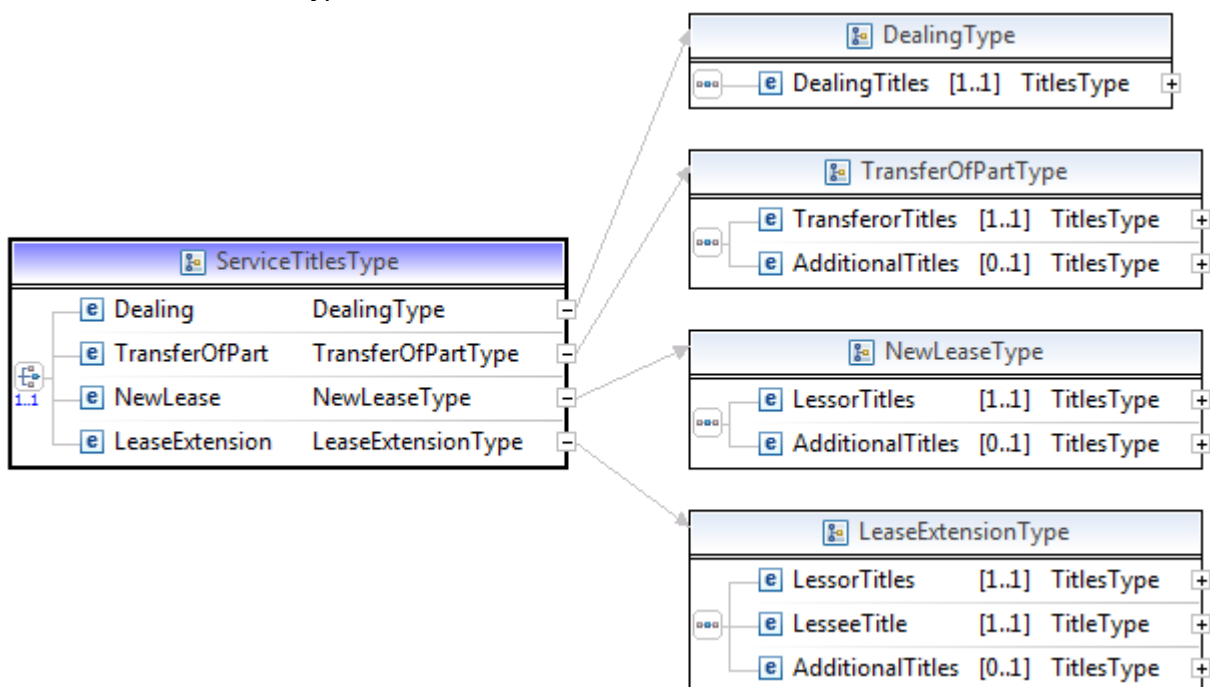 DealingType
e DealingTitles [1..1] TitlesType
TransferOfPartType
e TransferorTitles [1..1] TitlesType
e AdditionalTitles [0..1] TitlesType
ServiceTitlesType
e Dealing DealingType
e TransferOfPart TransferOfPartType
1..1
e NewLease NewLeaseType
e LeaseExtension LeaseExtensionType
NewLeaseType
e LessorTitles [1..1] TitlesType
e AdditionalTitles [0..1] TitlesType
LeaseExtensionType
e LessorTitles [1..1] TitlesType
e LesseeTitle [1..1] TitleType
e AdditionalTitles [0..1] TitlesType